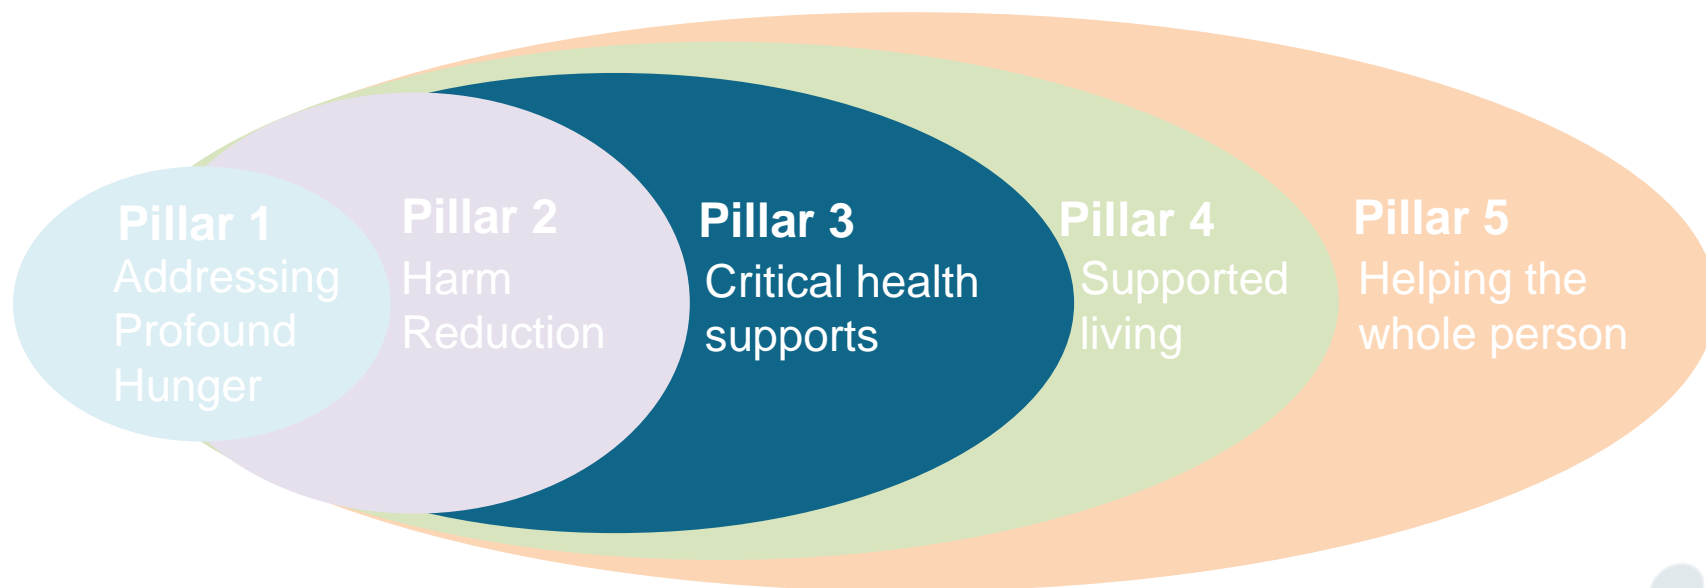 Pillar 1
Addressing
Profound
Hunger
Pillar 2
Harm
Reduction
Pillar 3
Critical health
supports
Pillar 4
Supported
living
Pillar 5
Helping the
whole person